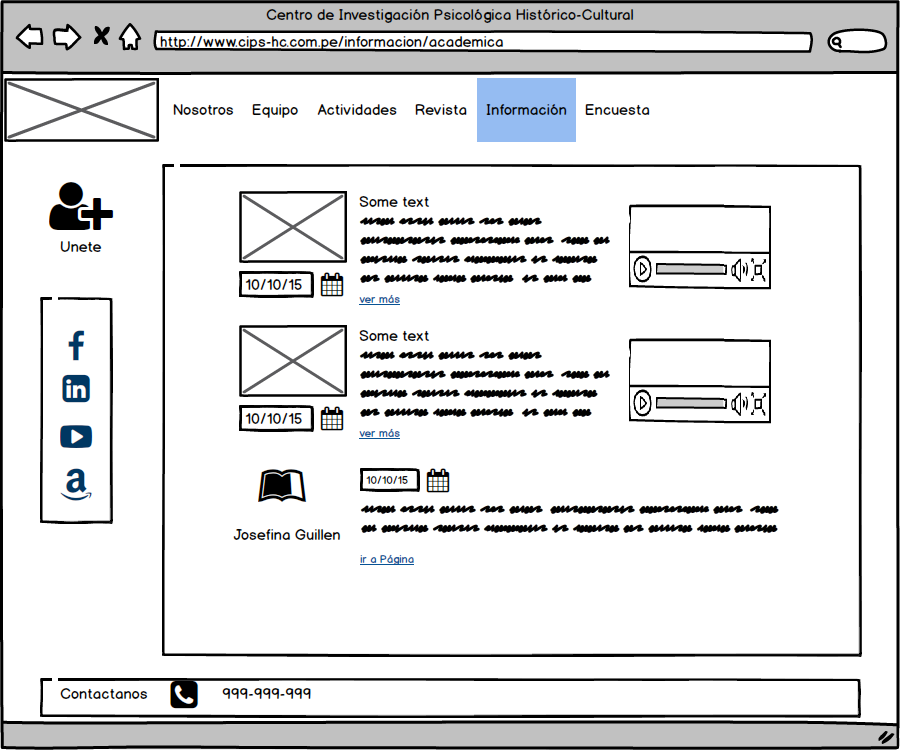 Centro de Investigación Psicológica Histórico-Cultural
http://www.cips-hc.com.pe/informacion/academica
Nosotros Equipo Actividades Revista Información Encuesta
Unete
Some text
10/10/15
ver más
Some text
10/10/15
ver más
10/10/15
Josefina Guillen
ir a Página
Contactanos 999-999-999